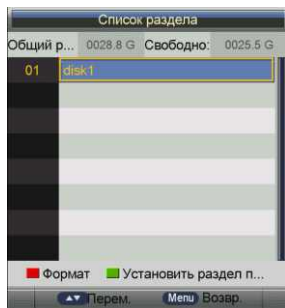 Список раздела
Общий р... 0028.8 G Свободно: 0025.5 G
01 disk1
Формат Установить раздел п...
Перем. Menu Возвр.